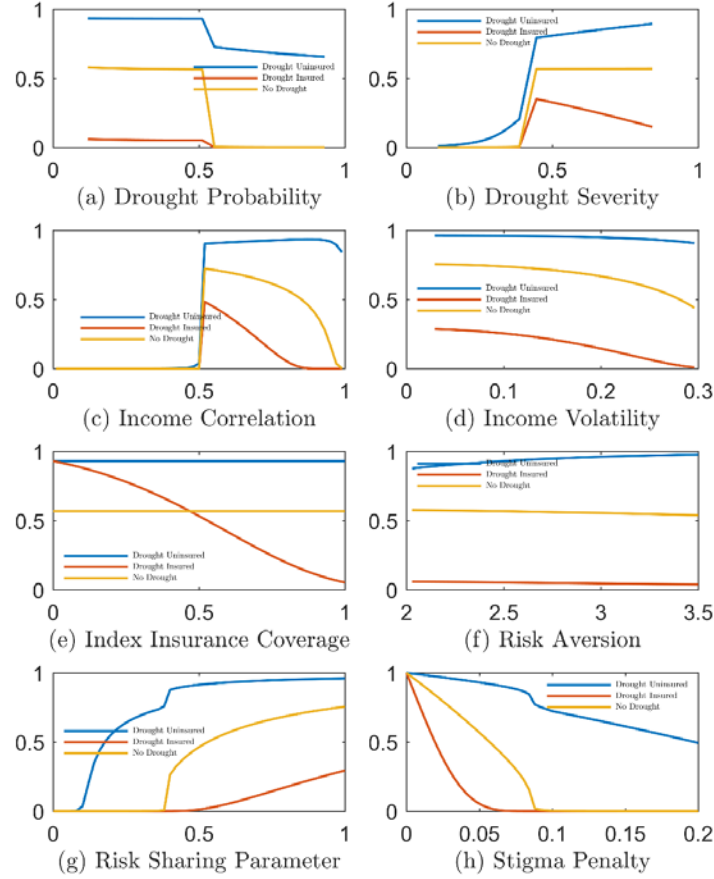 1
0.5
0
Drought Uninsured
Drought Insured
No Drought
0 0.5 1
(a) Drought Probability
1
0.5
0
Drought Uninsured
Drought Insured
No Drought
0 0.5 1
(b) Drought Severity
1
0.5
0
Drought Uninsured
Drought Insured
No Drought
0 0.5 1
(c) Income Correlation
1
0.5
0
Drought Uninsured
Drought Insured
No Drought
0 0.1 0.2 0.3
(d) Income Volatility
1
0.5
0
Drought Uninsured
Drought Insured
No Drought
0 0.5 1
(e) Index Insurance Coverage
1
0.5
0
Drought Uninsured
Drought Insured
No Drought
2 2.5 3 3.5
(f) Risk Aversion
1
0.5
0
Drought Uninsured
Drought Insured
No Drought
0 0.5 1
(g) Risk Sharing Parameter
1
0.5
0
Drought Uninsured
Drought Insured
No Drought
0 0.05 0.1 0.15 0.2
(h) Stigma Penalty